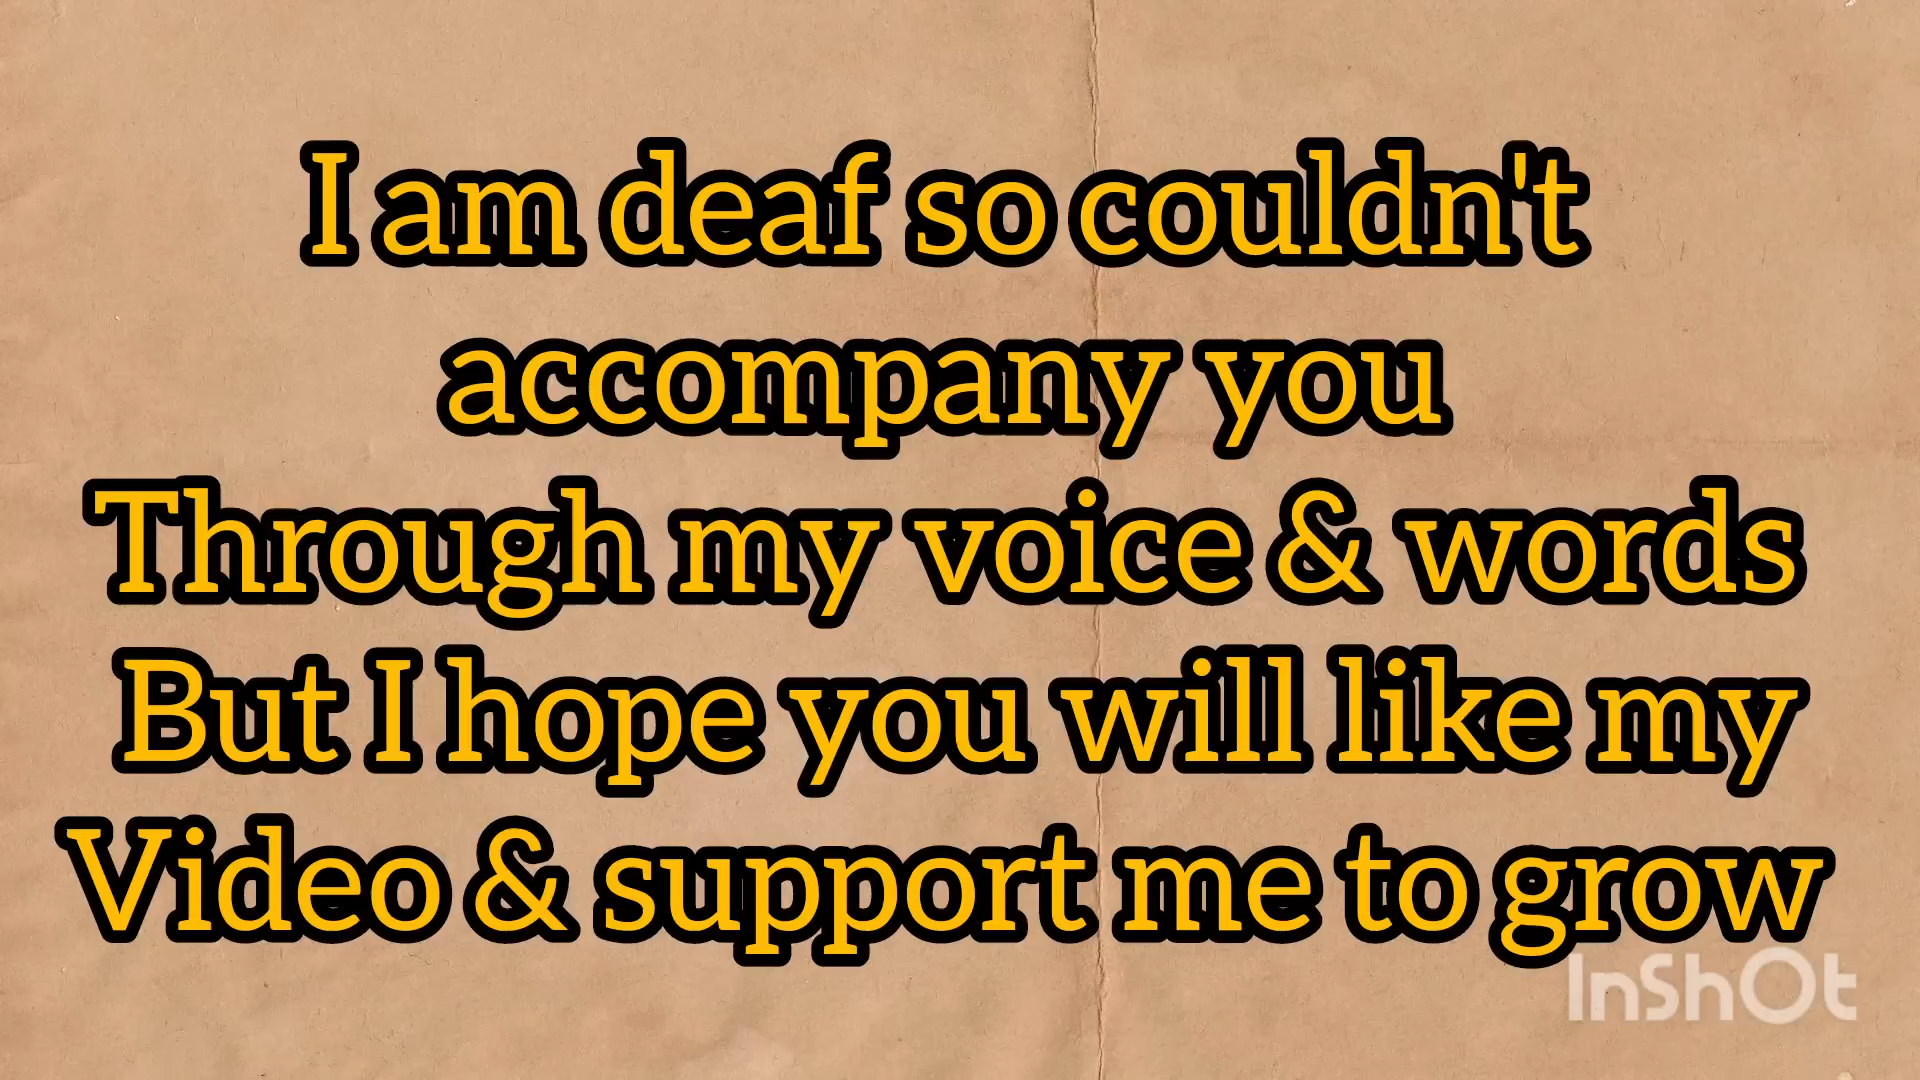 I am deaf so couldn't
accompany you
Through my voice & words
But I hope you will like my
Video & support me to grow
InShOt